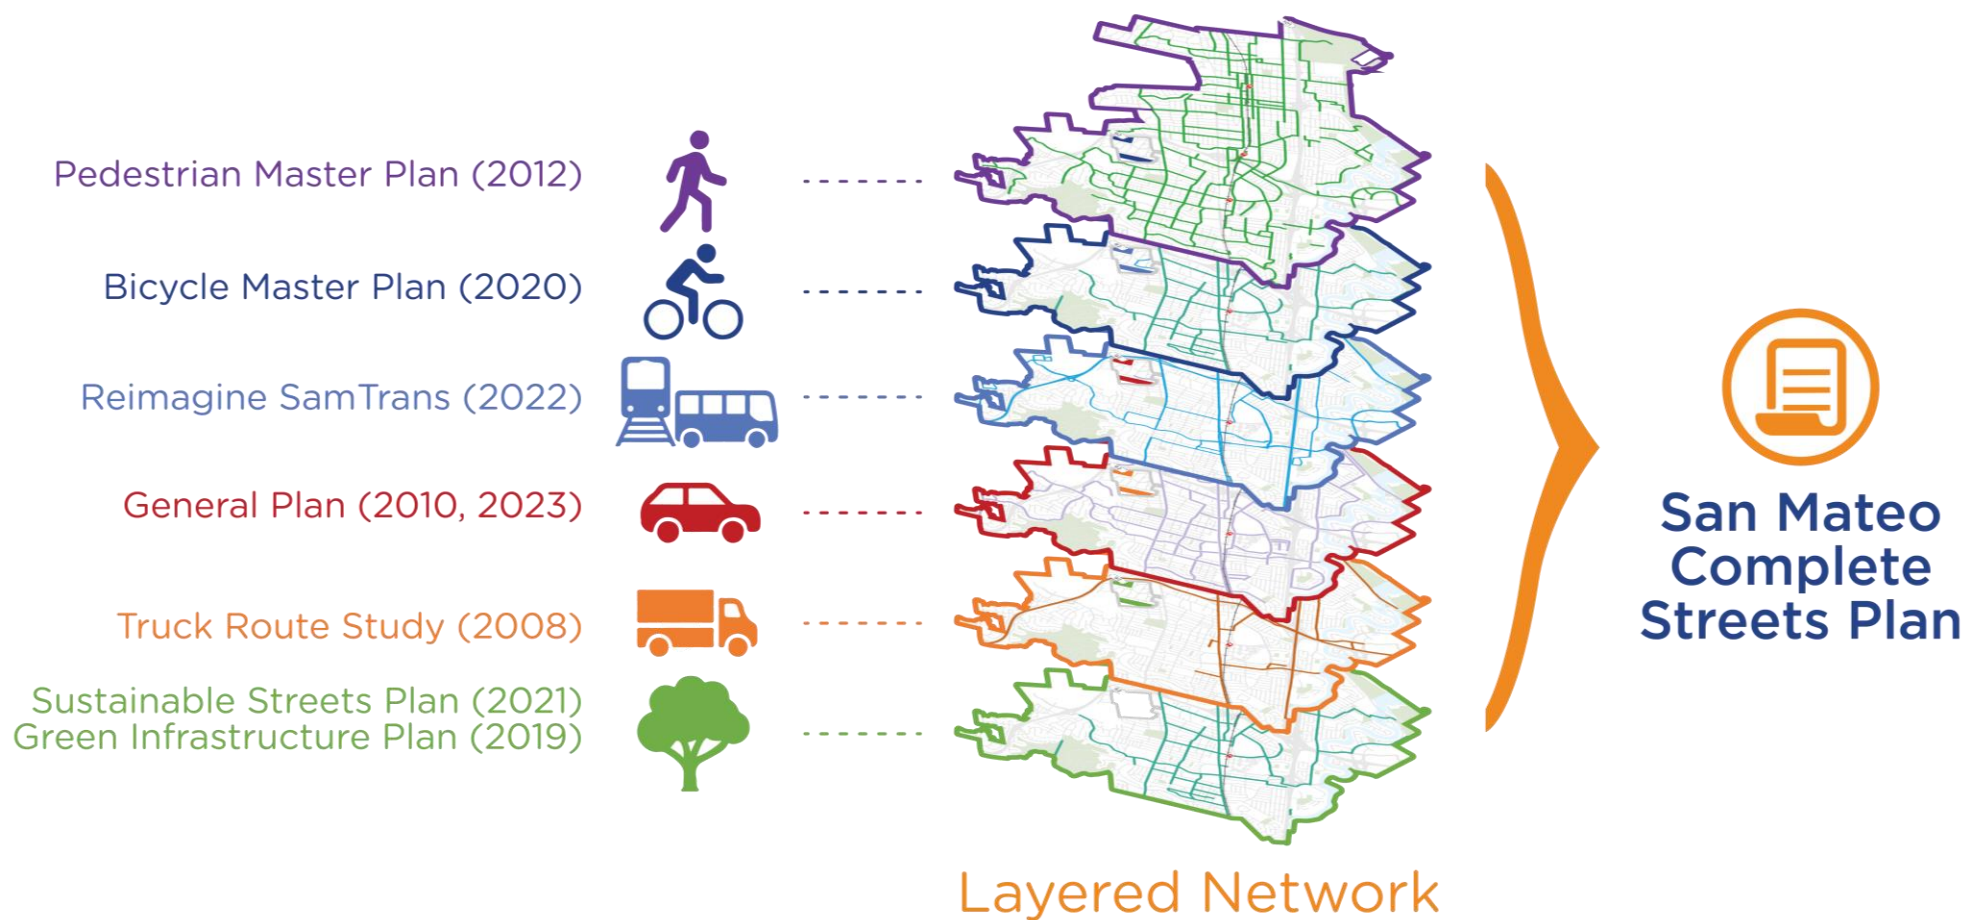 Pedestrian Master Plan (2012)
Bicycle Master Plan (2020)
Reimagine SamTrans (2022)
General Plan (2010, 2023)
Truck Route Study (2008)
Sustainable Streets Plan (2021)
Green Infrastructure Plan (2019)
Layered Network
San Mateo
Complete
Streets Plan